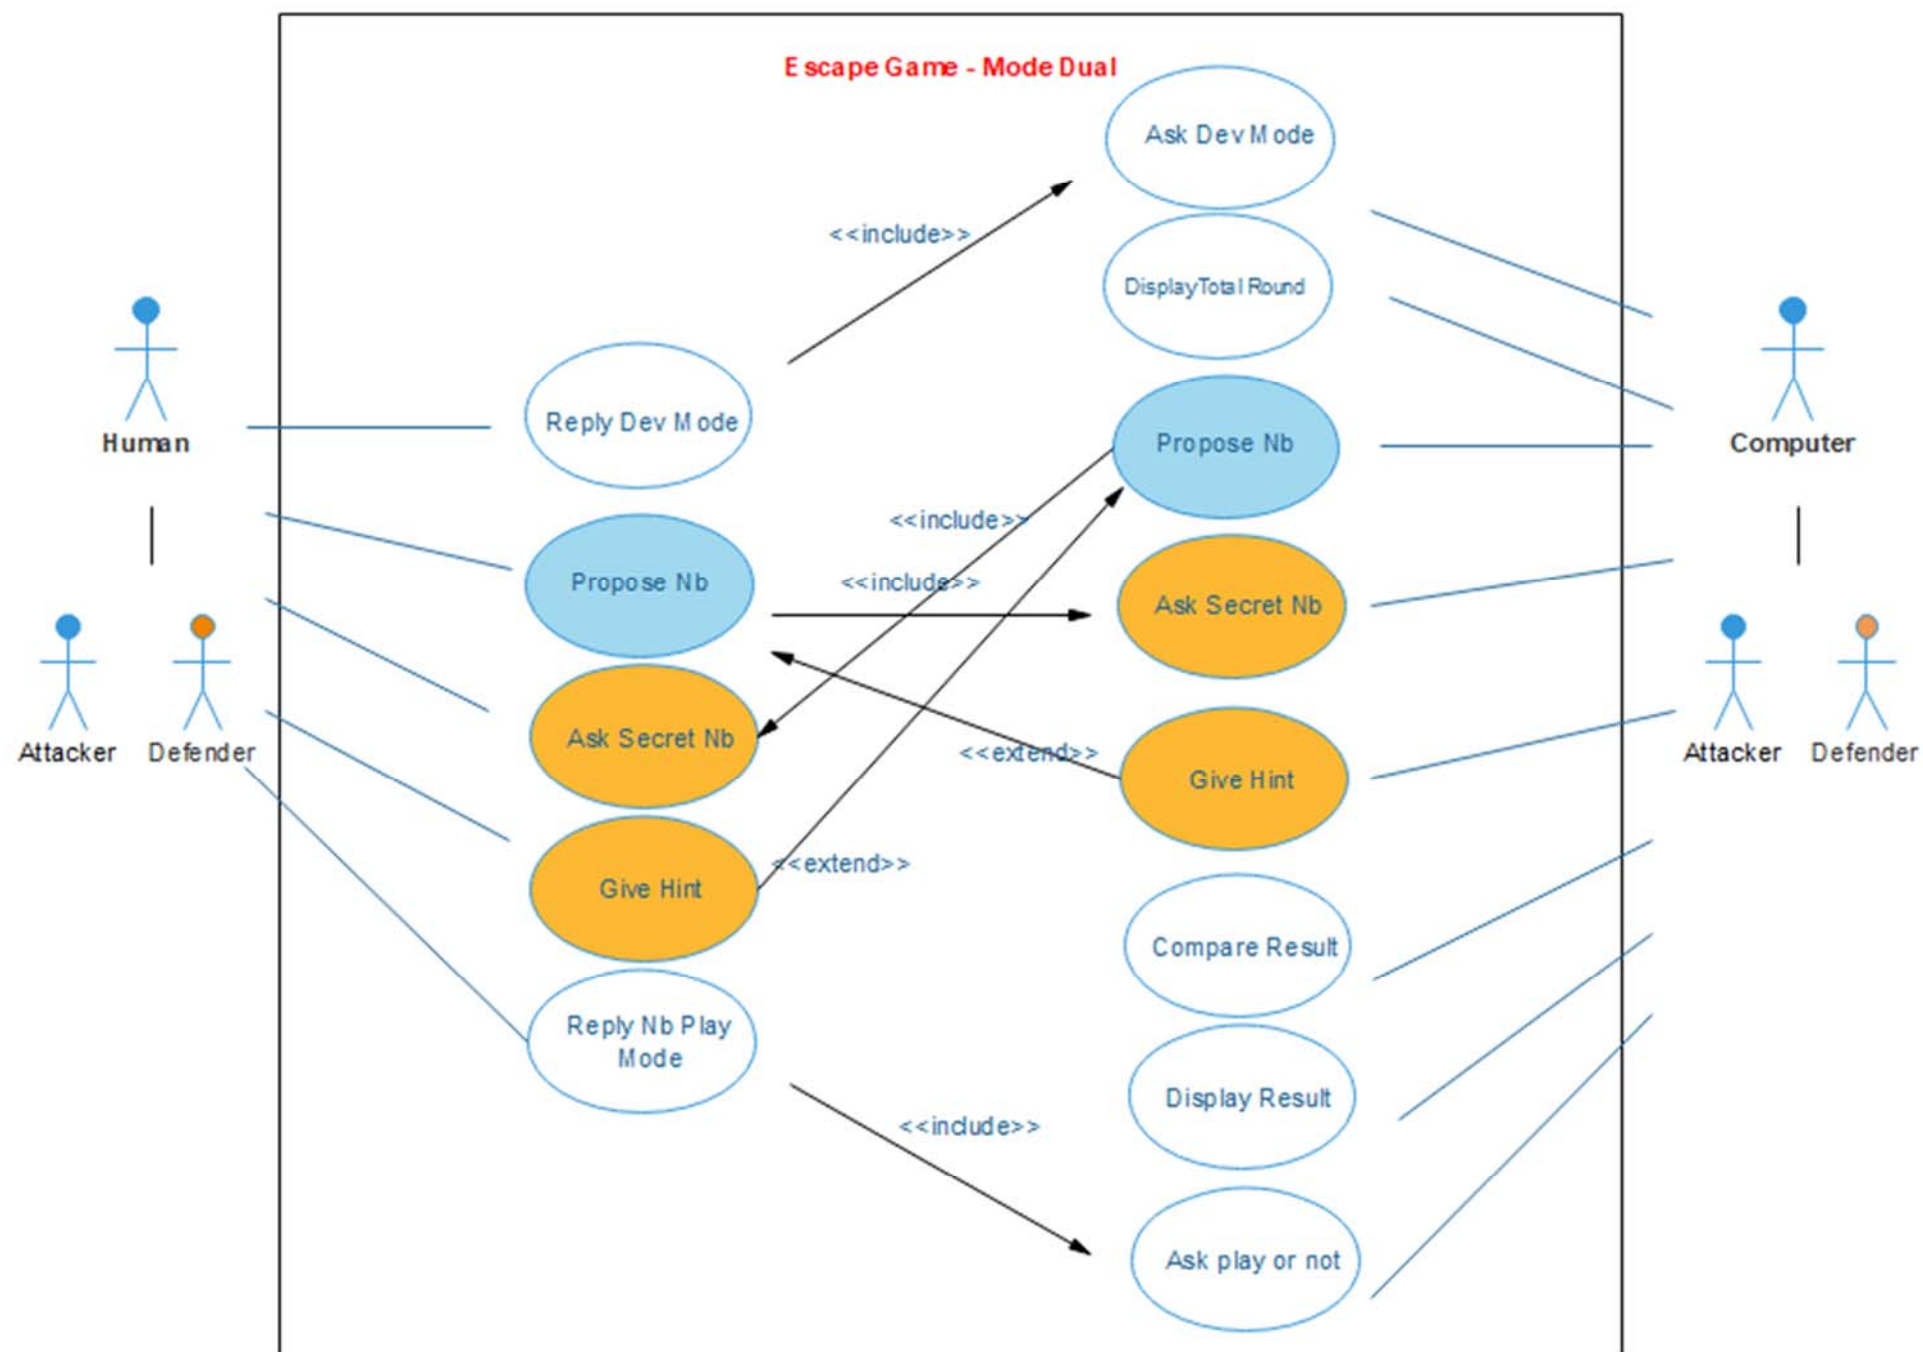 Escape Game - Mode Dual
Ask Dev Mode
<<include>>
DisplayTotal Round
Reply Dev Mode
Human
Propose Nb
Computer
<<include>>
Propose Nb
<<include>>
Ask Secret Nb
Ask Secret Nb
Attacker
Defender
<<extend>>
Attacker
Defender
Give Hint
Give Hint
<<extend>>
Compare Result
Reply Nb Play
Mode
Display Result
<<include>>
Ask play or not